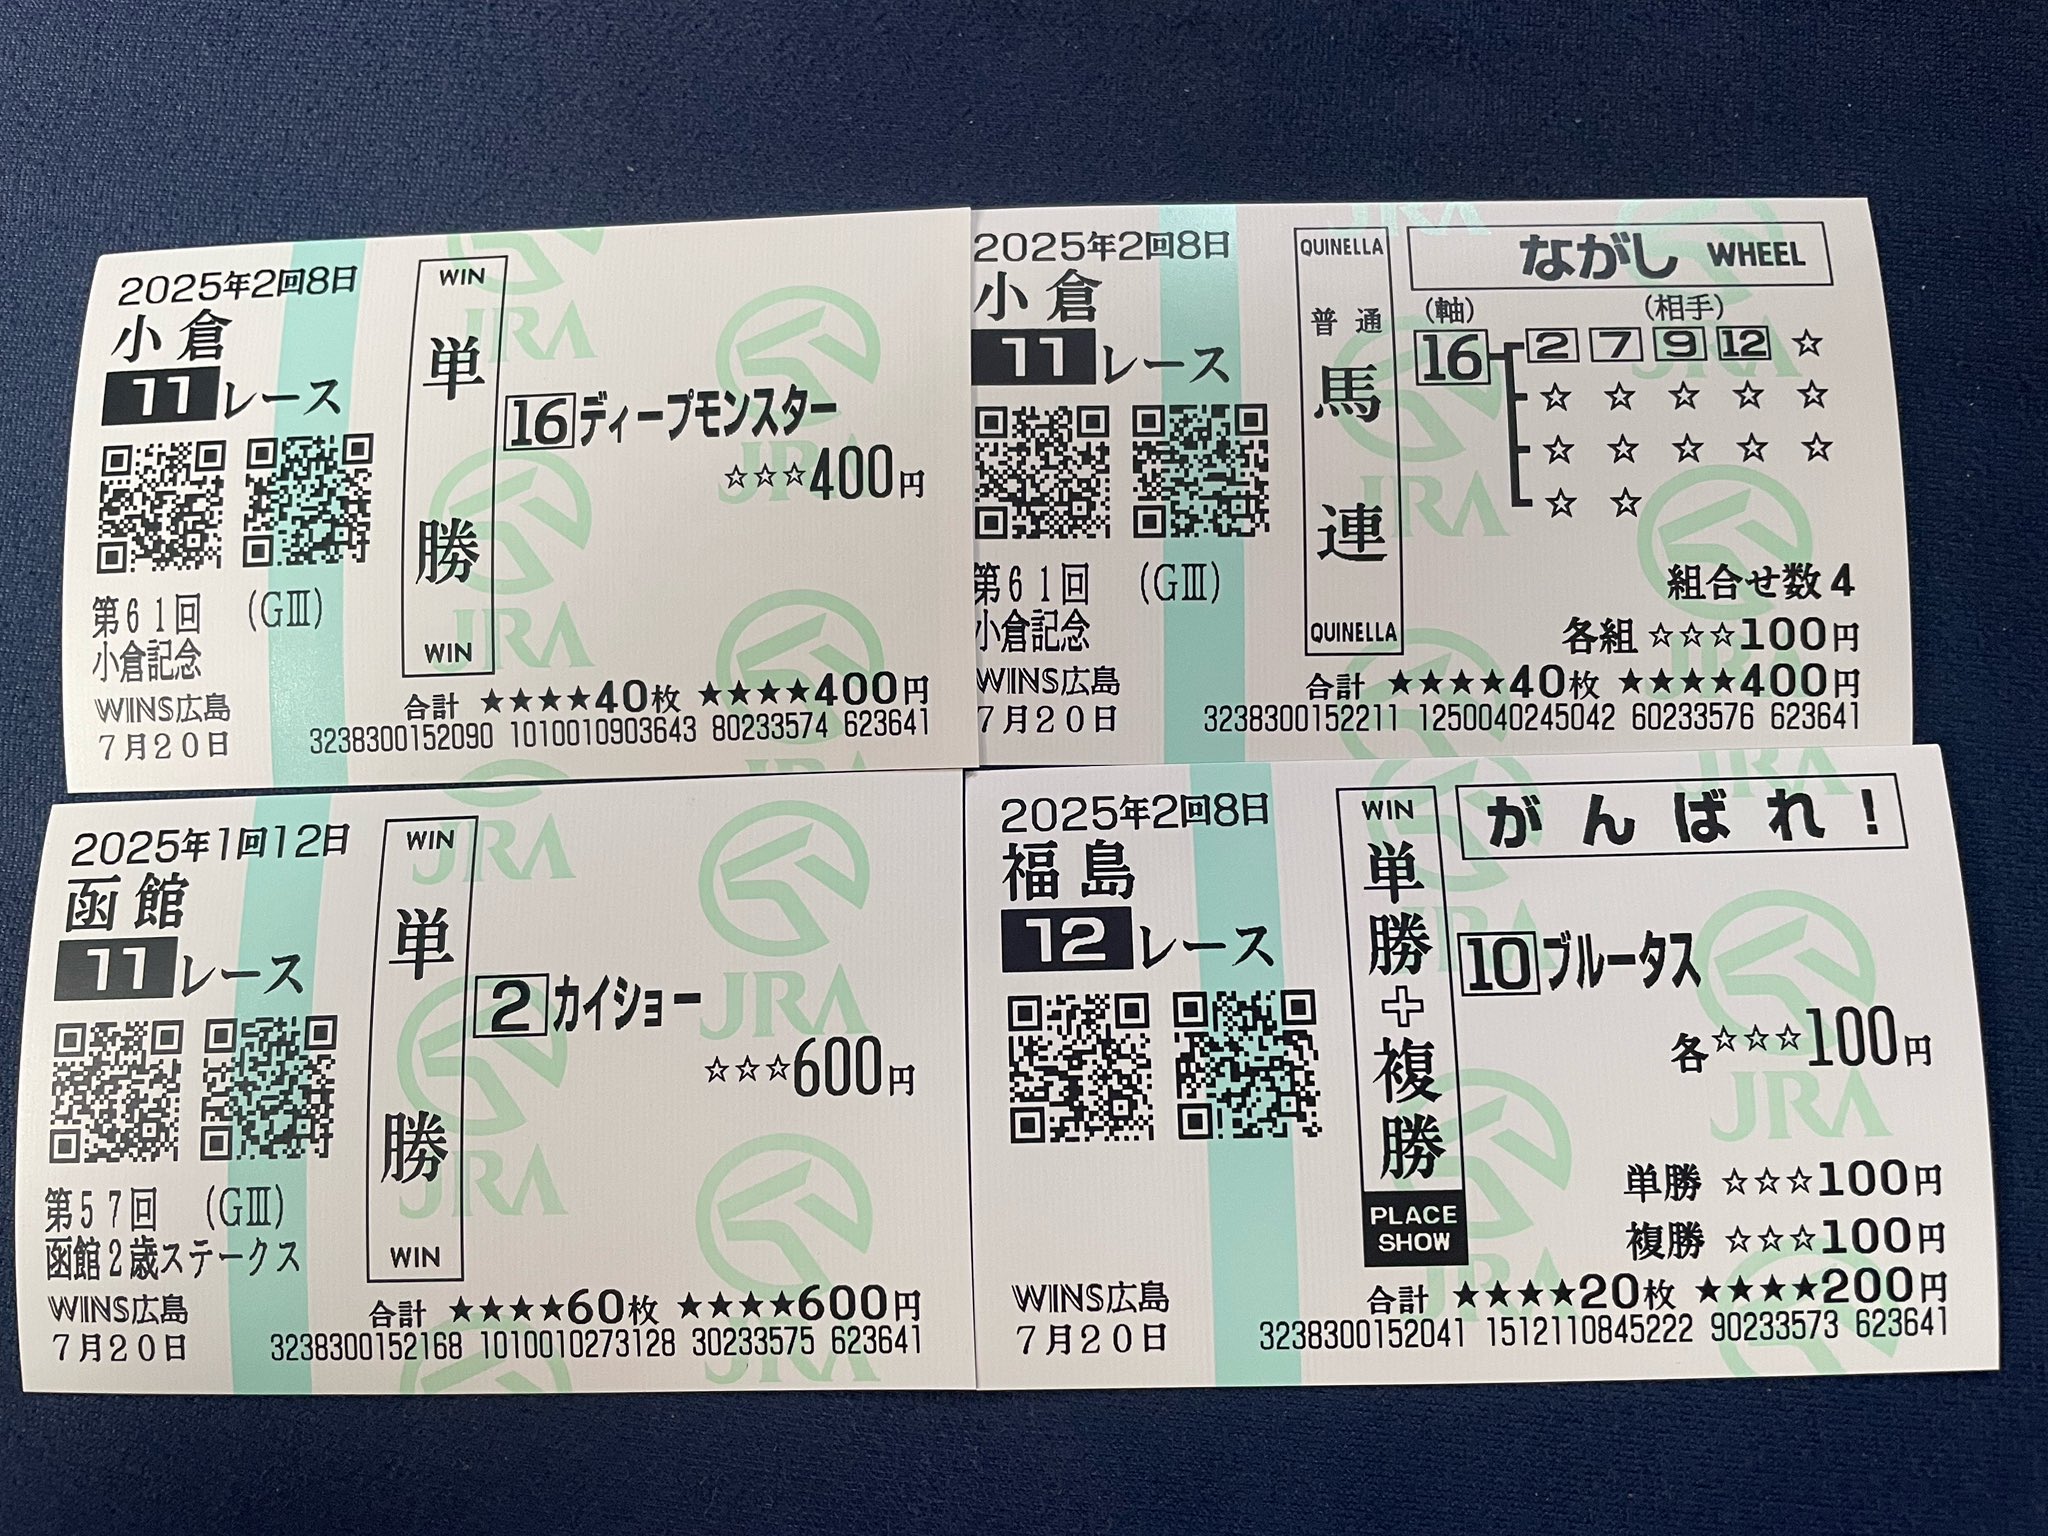 2025年2回8日
小倉
11レース
第61回 (GⅢ)
小倉記念
WINS広島
7月20日
WIN
単勝
WIN
16ディープモンスター
☆☆☆400円
合計 ★★★★40枚 ★★★★400円
3238300152090 1010010903643 80233574 623641
2025年2回8日
小倉
11レース
第61回 (GⅢ)
小倉記念
WINS広島
7月20日
QUINELLA
普通
馬連
QUINELLA
ながし WHEEL
(軸) (相手)
16 2 7 9 12 ☆
☆ ☆ ☆ ☆ ☆
☆ ☆ ☆ ☆ ☆
☆ ☆
組合せ数4
各組 ☆☆☆100円
合計 ★★★★40枚 ★★★★400円
3238300152211 1250040245042 60233576 623641
2025年1回12日
函館
11レース
第57回 (GⅢ)
函館2歳ステークス
WINS広島
7月20日
WIN
単勝
WIN
2カイショー
☆☆☆600円
合計 ★★★★60枚 ★★★★600円
3238300152168 1010010273128 30233575 623641
2025年2回8日
福島
12レース
WINS広島
7月20日
WIN
単勝+複勝
PLACE
SHOW
がんばれ!
10ブルータス
各☆☆☆100円
単勝 ☆☆☆100円
複勝 ☆☆☆100円
合計 ★★★★20枚 ★★★★200円
3238300152041 1512110845222 90233573 623641